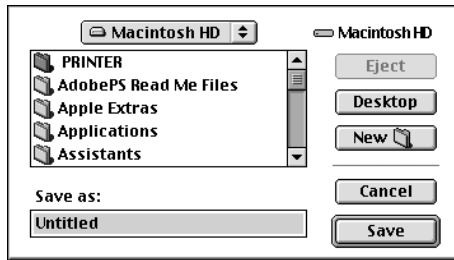 Macintosh HD
Macintosh HD
PRINTER
AdobePS Read Me Files
Apple Extras
Applications
Assistants
Eject
Desktop
New
Save as:
Untitled
Cancel
Save